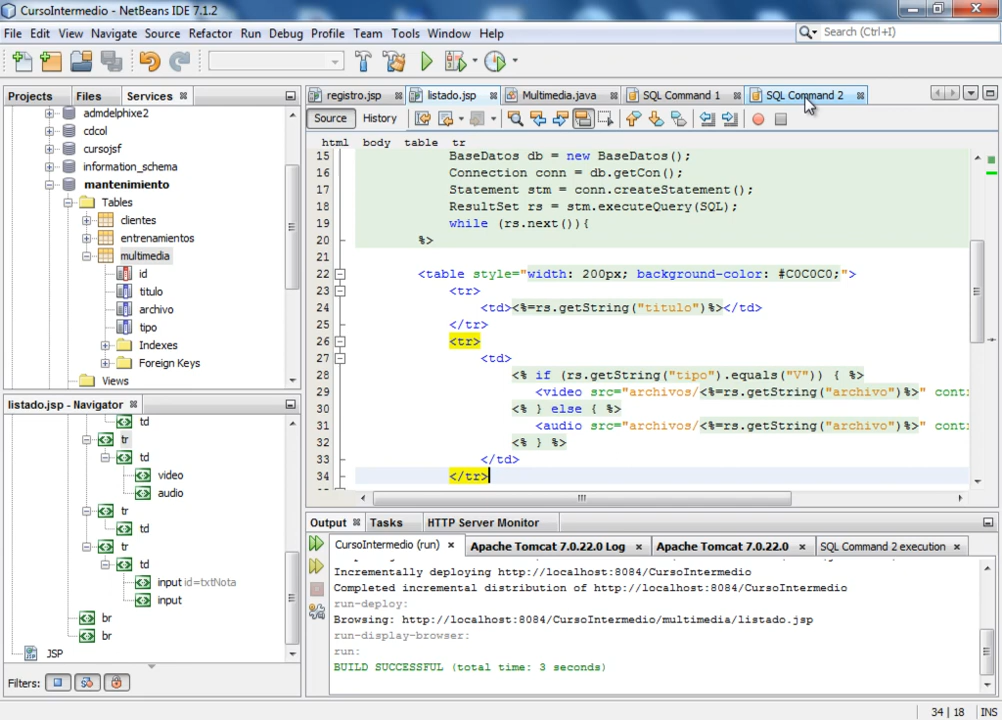 CursoIntermedio - NetBeans IDE 7.1.2
File Edit View Navigate Source Refactor Run Debug Profile Team Tools Window Help
Search (Ctrl+I)
Projects Files Services
registro.jsp listado.jsp Multimedia.java SQL Command 1 SQL Command 2
Source History
html body table tr
admdelphixe2
cdcol
cursojsf
information_schema
mantenimiento
Tables
clientes
entrenamientos
multimedia
id
titulo
archivo
tipo
Indexes
Foreign Keys
Views
15 BaseDatos db = new BaseDatos();
16 Connection conn = db.getCon();
17 Statement stm = conn.createStatement();
18 ResultSet rs = stm.executeQuery(SQL);
19 while (rs.next()){
20 %>
21
22 <table style="width: 200px; background-color: #C0C0C0;">
23 <tr>
24 <td><%=rs.getString("titulo")%></td>
25 </tr>
26 <tr>
27 <td>
28 <% if (rs.getString("tipo").equals("V")) { %>
29 <video src="archivos/<%=rs.getString("archivo")%>" cont
30 <% } else { %>
31 <audio src="archivos/<%=rs.getString("archivo")%>" cont
32 <% } %>
33 </td>
34 </tr>
listado.jsp - Navigator
td
tr
td
video
audio
tr
td
tr
td
input id=txtNota
input
br
br
JSP
Filters:
Output Tasks HTTP Server Monitor
CursoIntermedio (run) Apache Tomcat 7.0.22.0 Log Apache Tomcat 7.0.22.0 SQL Command 2 execution
Incrementally deploying http://localhost:8084/CursoIntermedio
Completed incremental distribution of http://localhost:8084/CursoIntermedio
run-deploy:
Browsing: http://localhost:8084/CursoIntermedio/multimedia/listado.jsp
run-display-browser:
run:
BUILD SUCCESSFUL (total time: 3 seconds)
34 | 18 INS